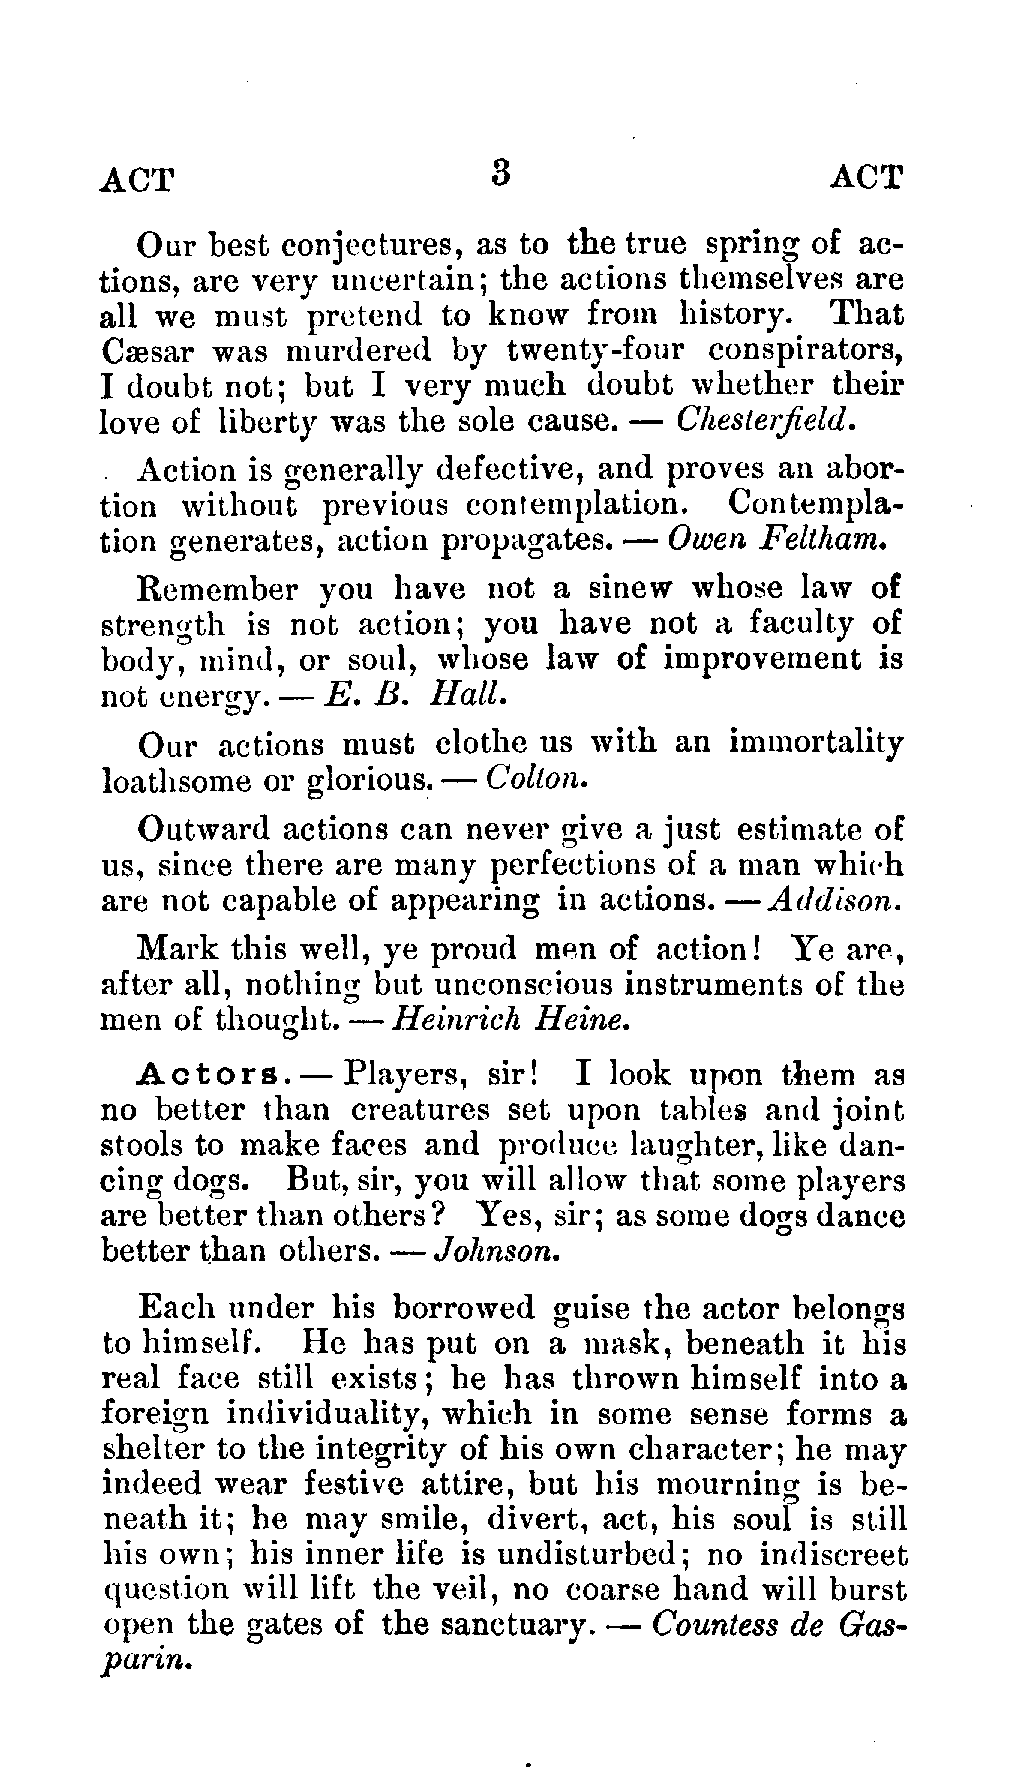 ACT 3 ACT
Our best conjectures, as to the true spring of ac-
tions, are very uncertain; the actions themselves are
all we must pretend to know from history. That
Cæsar was murdered by twenty-four conspirators,
I doubt not; but I very much doubt whether their
love of liberty was the sole cause. — Chesterfield.
Action is generally defective, and proves an abor-
tion without previous contemplation. Contempla-
tion generates, action propagates. — Owen Feltham.
Remember you have not a sinew whose law of
strength is not action; you have not a faculty of
body, mind, or soul, whose law of improvement is
not energy. — E. B. Hall.
Our actions must clothe us with an immortality
loathsome or glorious. — Colton.
Outward actions can never give a just estimate of
us, since there are many perfections of a man which
are not capable of appearing in actions. — Addison.
Mark this well, ye proud men of action! Ye are,
after all, nothing but unconscious instruments of the
men of thought. — Heinrich Heine.
Actors. — Players, sir! I look upon them as
no better than creatures set upon tables and joint
stools to make faces and produce laughter, like dan-
cing dogs. But, sir, you will allow that some players
are better than others? Yes, sir; as some dogs dance
better than others. — Johnson.
Each under his borrowed guise the actor belongs
to himself. He has put on a mask, beneath it his
real face still exists; he has thrown himself into a
foreign individuality, which in some sense forms a
shelter to the integrity of his own character; he may
indeed wear festive attire, but his mourning is be-
neath it; he may smile, divert, act, his soul is still
his own; his inner life is undisturbed; no indiscreet
question will lift the veil, no coarse hand will burst
open the gates of the sanctuary. — Countess de Gas-
parin.